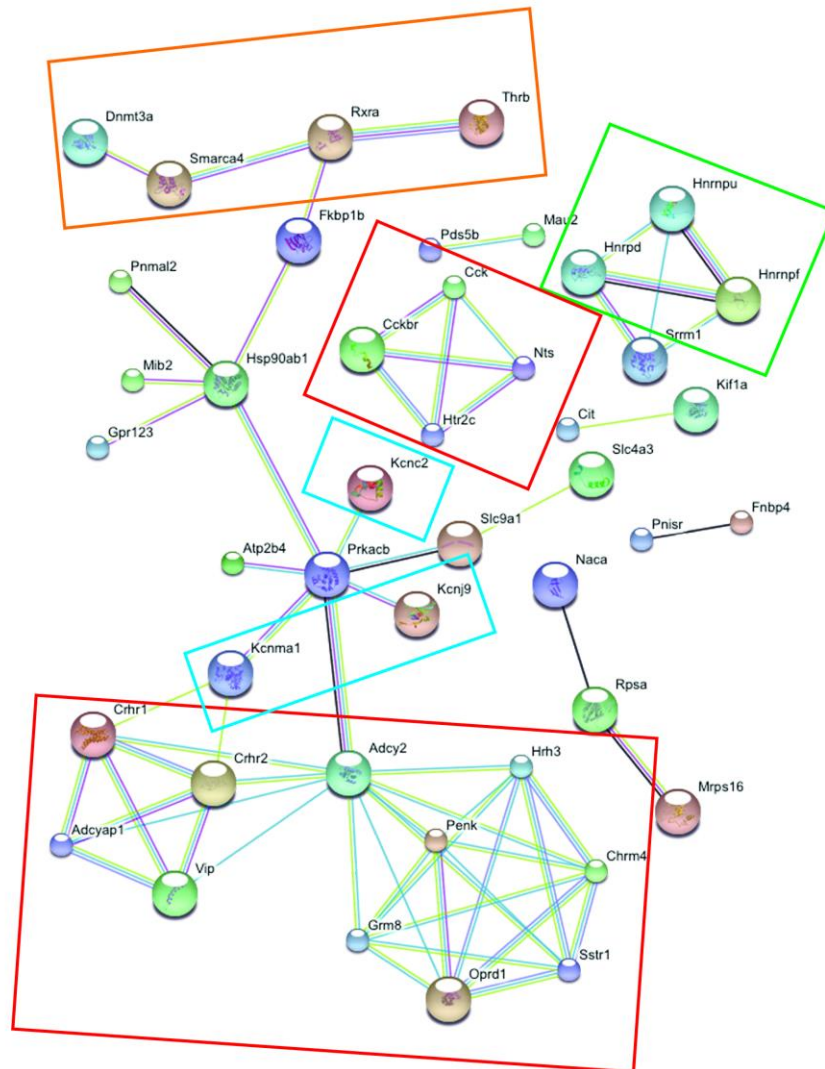 Thrb
Rxra
Dnmt3a
Smarca4
Hnrnpu
Fkbp1b
Mau2
Pds5b
Hnrpd
Hnrnpf
Pnmal2
Cck
Cckbr
Srrm1
Hsp90ab1
Nts
Mib2
Kif1a
Htr2c
Cit
Gpr123
Slc4a3
Kcnc2
Slc9a1
Fnbp4
Pnisr
Atp2b4
Prkacb
Naca
Kcnj9
Kcnma1
Rpsa
Crhr1
Adcy2
Hrh3
Crhr2
Mrps16
Penk
Adcyap1
Chrm4
Vip
Grm8
Sstr1
Oprd1